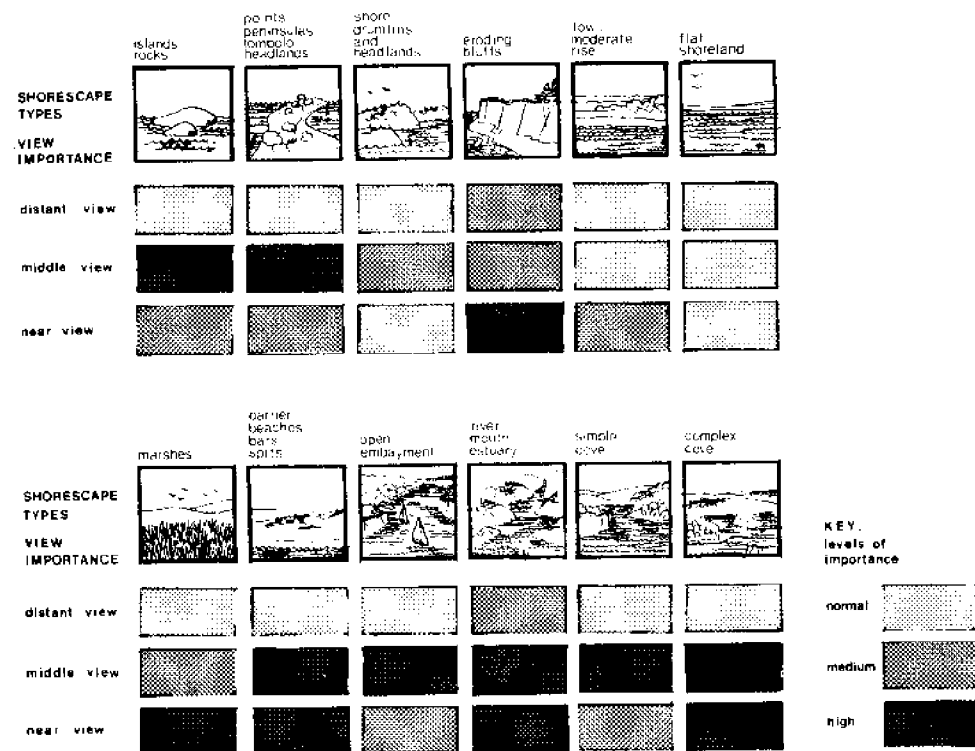 islands
rocks
points
peninsulas
tombolo
headlands
shore
drumlins
and
headlands
eroding
bluffs
low,
moderate
rise
flat
shoreland
SHORESCAPE
TYPES
VIEW
IMPORTANCE
distant view
middle view
near view
marshes
barrier
beaches
bars
spits
open
embayment
river
mouth
estuary
simple
cove
complex
cove
SHORESCAPE
TYPES
VIEW
IMPORTANCE
KEY.
levels of
importance
distant view
normal
middle view
medium
near view
high